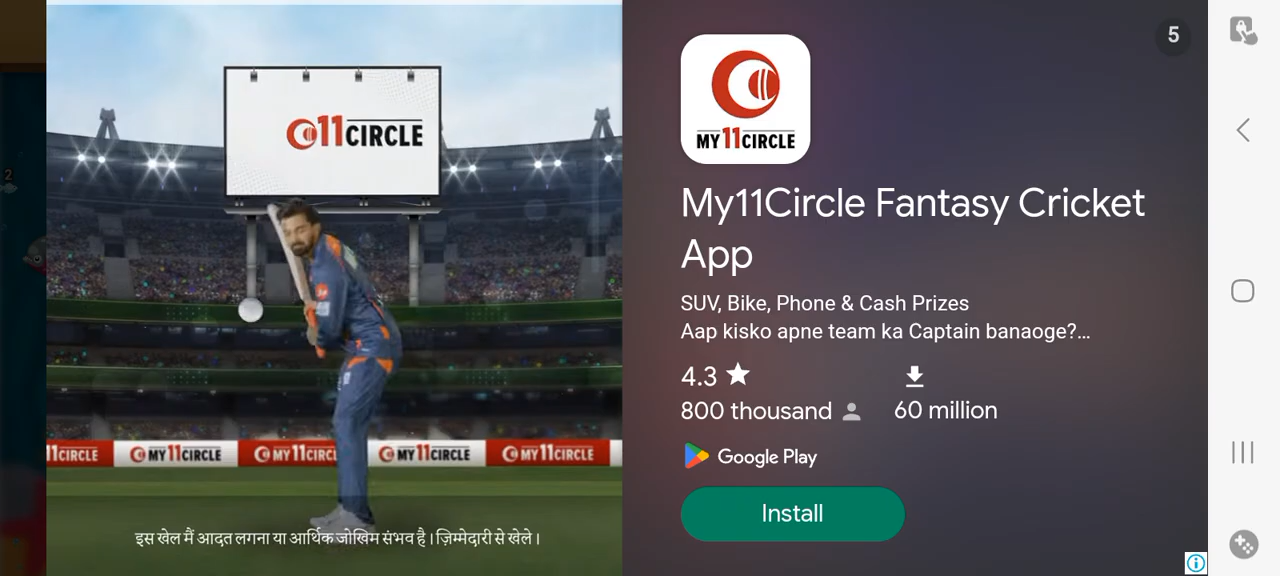 2
11CIRCLE
11CIRCLE
MY11CIRCLE
MY11CIRCLE
MY11CIRCLE
MY11CIRCLE
इस खेल मैं आदत लगना या आर्थिक जोखिम संभव है। ज़िम्मेदारी से खेले।
5
MY11CIRCLE
My11Circle Fantasy Cricket
App
SUV, Bike, Phone & Cash Prizes
Aap kisko apne team ka Captain banaoge?...
4.3
800 thousand
60 million
Google Play
Install